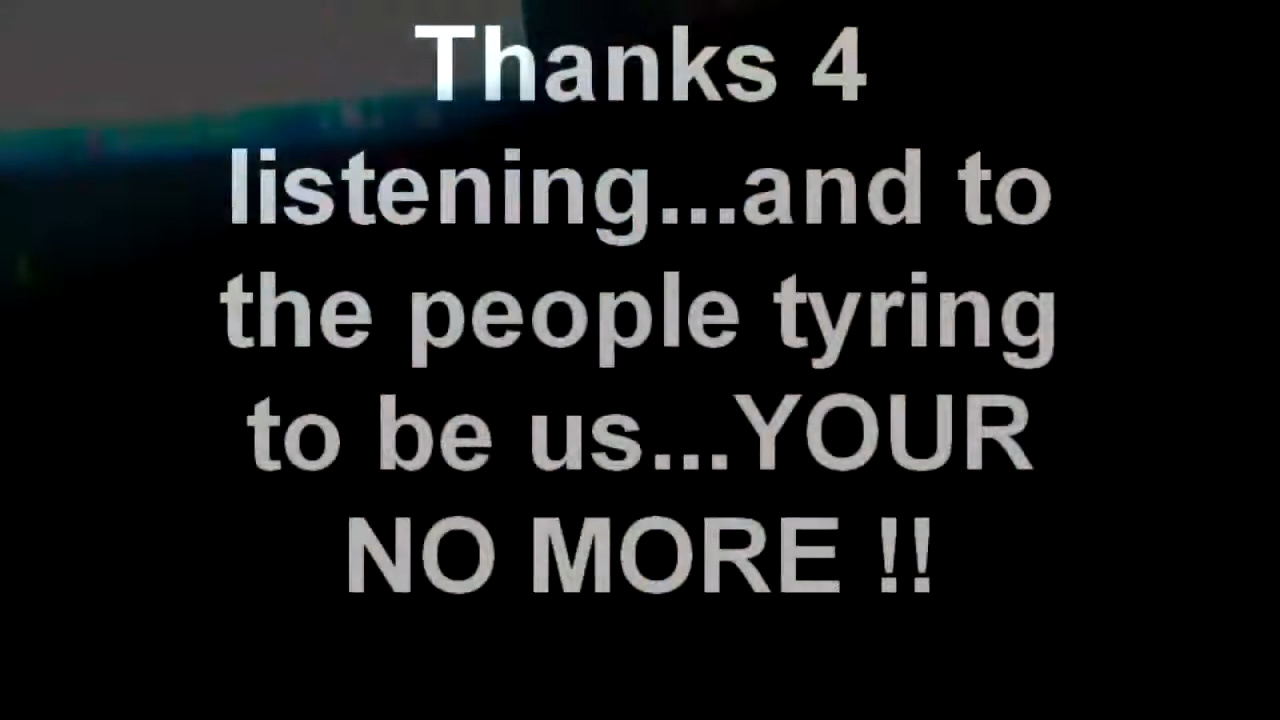 Thanks 4
listening...and to
the people tyring
to be us...YOUR
NO MORE !!